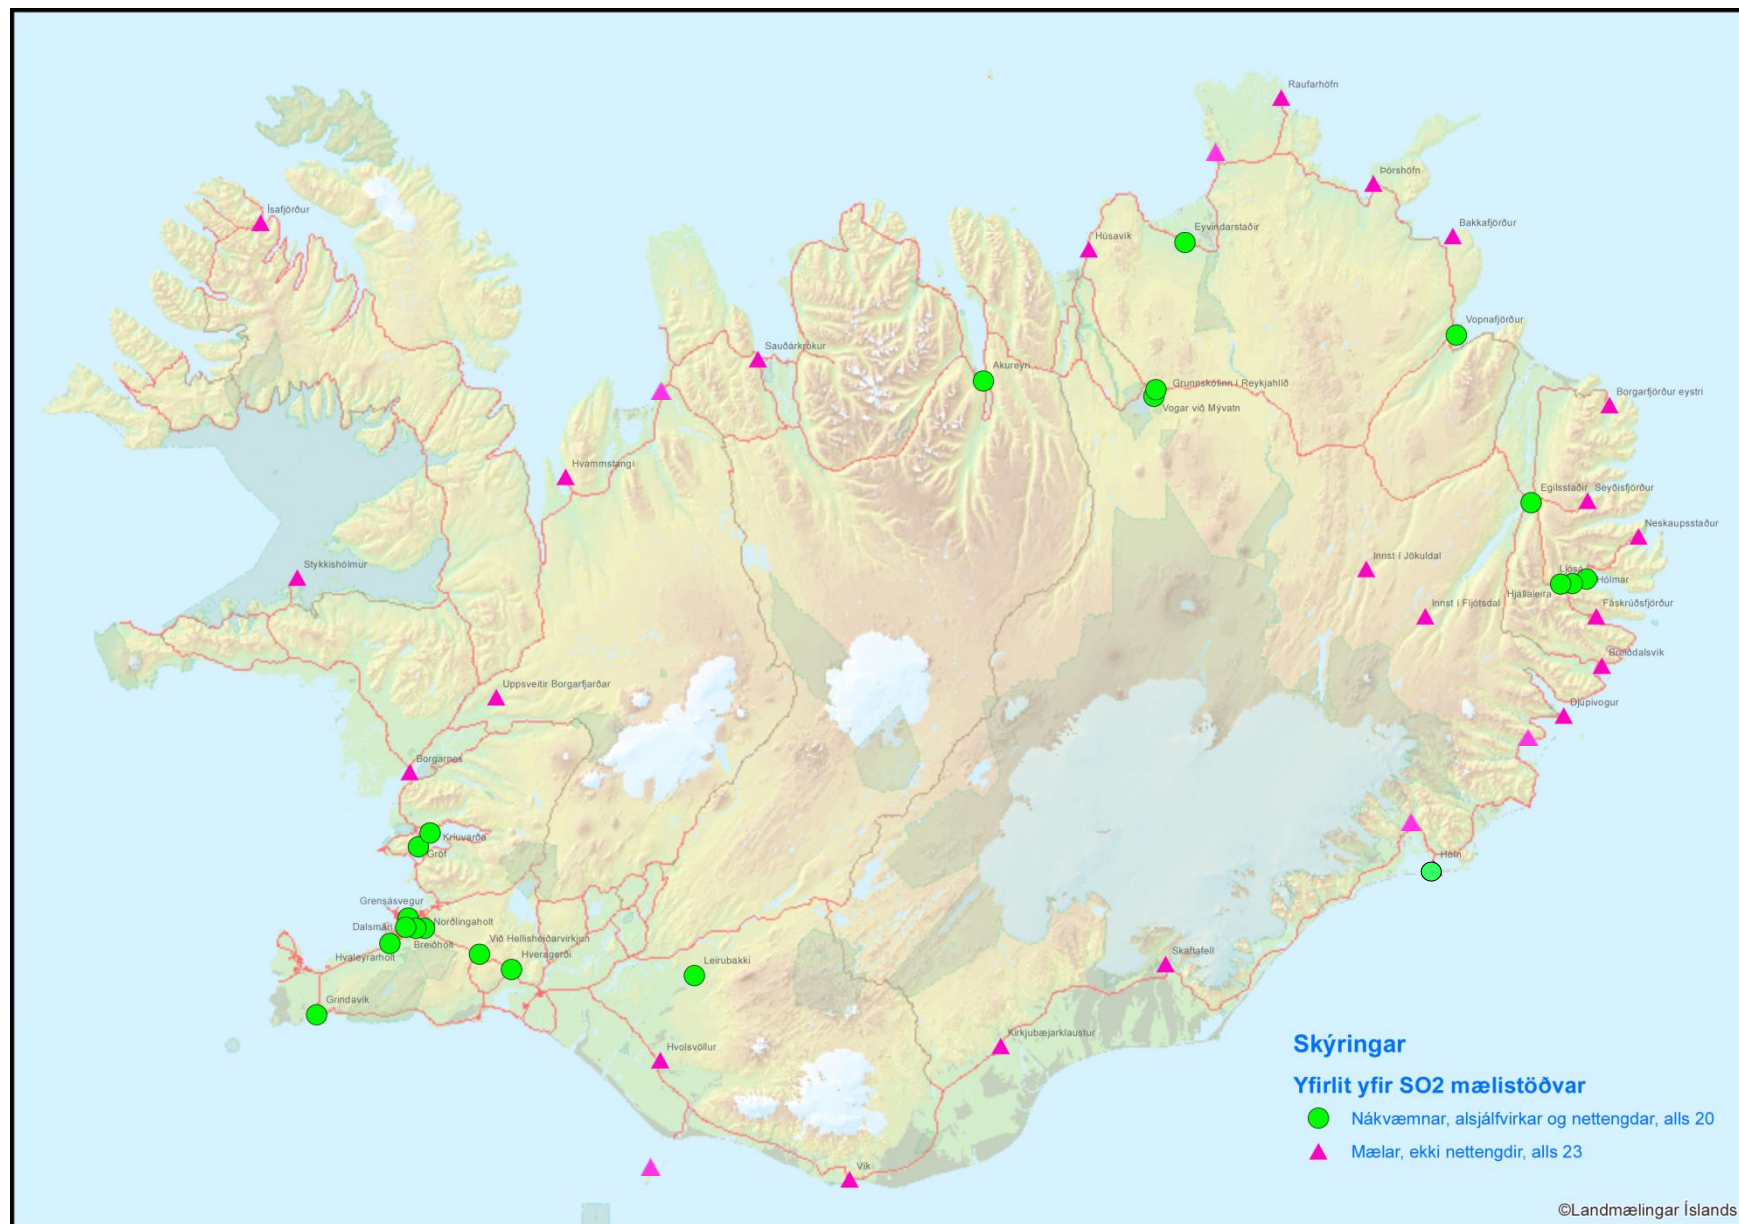 Raufarhöfn
Þórshöfn
Ísafjörður
Eyvindarstaðir
Bakkafjörður
Húsavík
Vopnafjörður
Sauðárkrókur
Akureyri
Grunnskólinn í Reykjahlíð
Borgarfjörður eystri
Vogar við Mývatn
Hvammstangi
Egilsstaðir
Seyðisfjörður
Neskaupsstaður
Innst í Jökuldal
Ljósá
Stykkishólmur
Hólmar
Hjallaleira
Innst í Fljótsdal
Fáskrúðsfjörður
Breiðdalsvík
Uppsveitir Borgarfjarðar
Djúpivogur
Borgarnes
Kríuvarða
Gröf
Höfn
Grensásvegur
Norðlingaholt
Dalsmári
Breiðholt
Við Hellisheiðarvirkjun
Hvaleyrarholt
Hveragerði
Leirubakki
Skaftafell
Grindavík
Kirkjubæjarklaustur
Hvolsvöllur
Vík
Skýringar
Yfirlit yfir SO2 mælistöðvar
Nákvæmnar, alsjálfvirkar og nettengdar, alls 20
Mælar, ekki nettengdir, alls 23
©Landmælingar Íslands